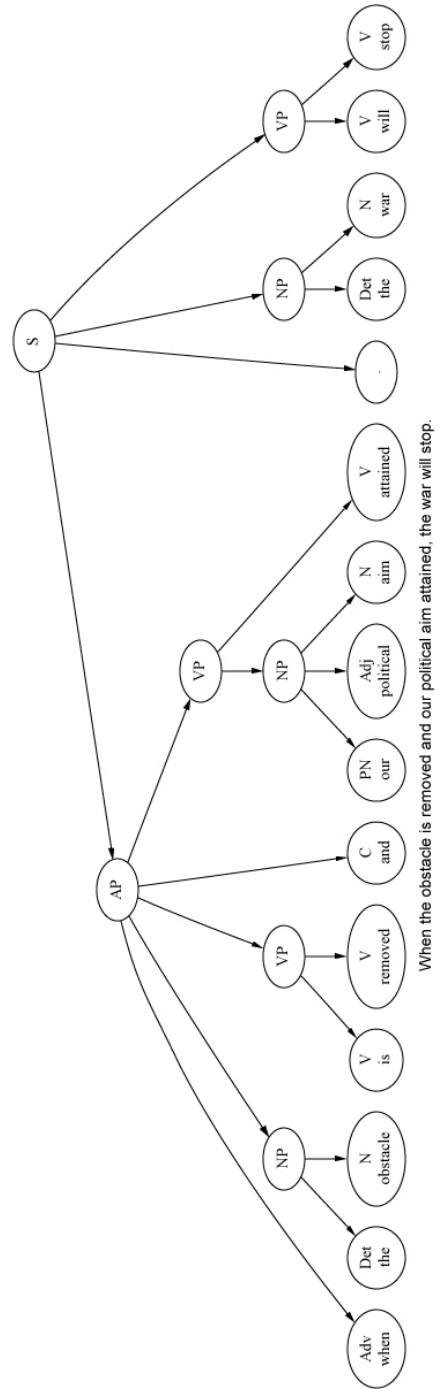 S
AP
VP
NP
VP
NP
VP
NP
Adv
when
Det
the
N
obstacle
V
is
V
removed
C
and
PN
our
Adj
political
N
aim
V
attained
.
Det
the
N
war
V
will
V
stop
When the obstacle is removed and our political aim attained, the war will stop.